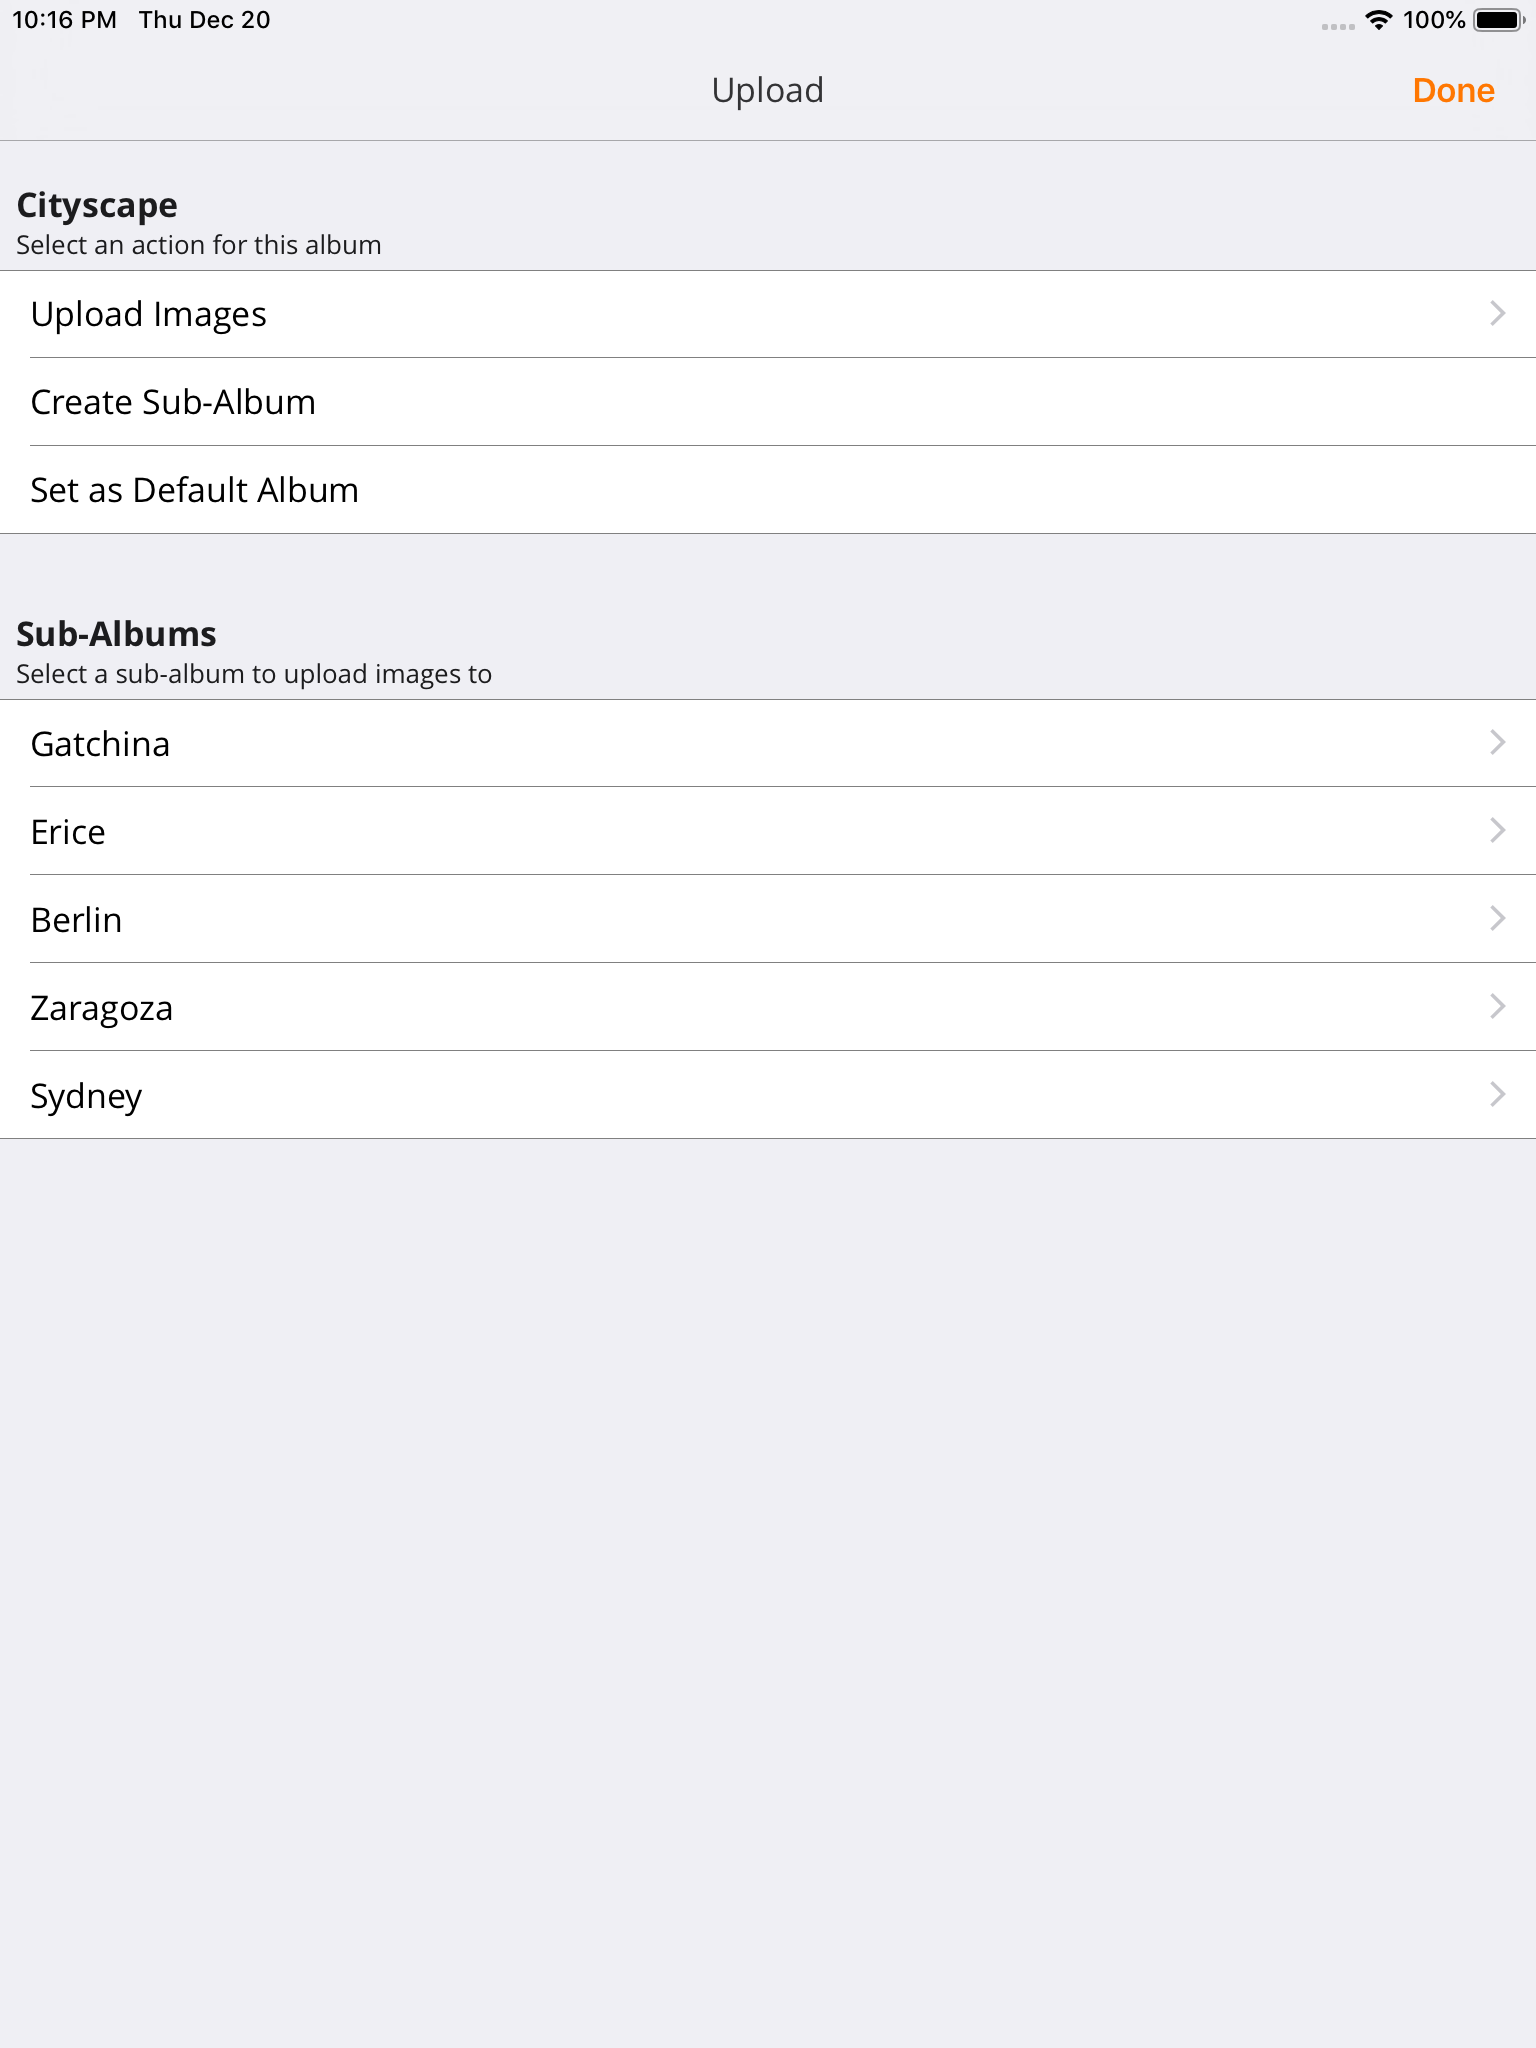 10:16 PM Thu Dec 20
100%
Upload
Done
Cityscape
Select an action for this album
Upload Images
Create Sub-Album
Set as Default Album
Sub-Albums
Select a sub-album to upload images to
Gatchina
Erice
Berlin
Zaragoza
Sydney